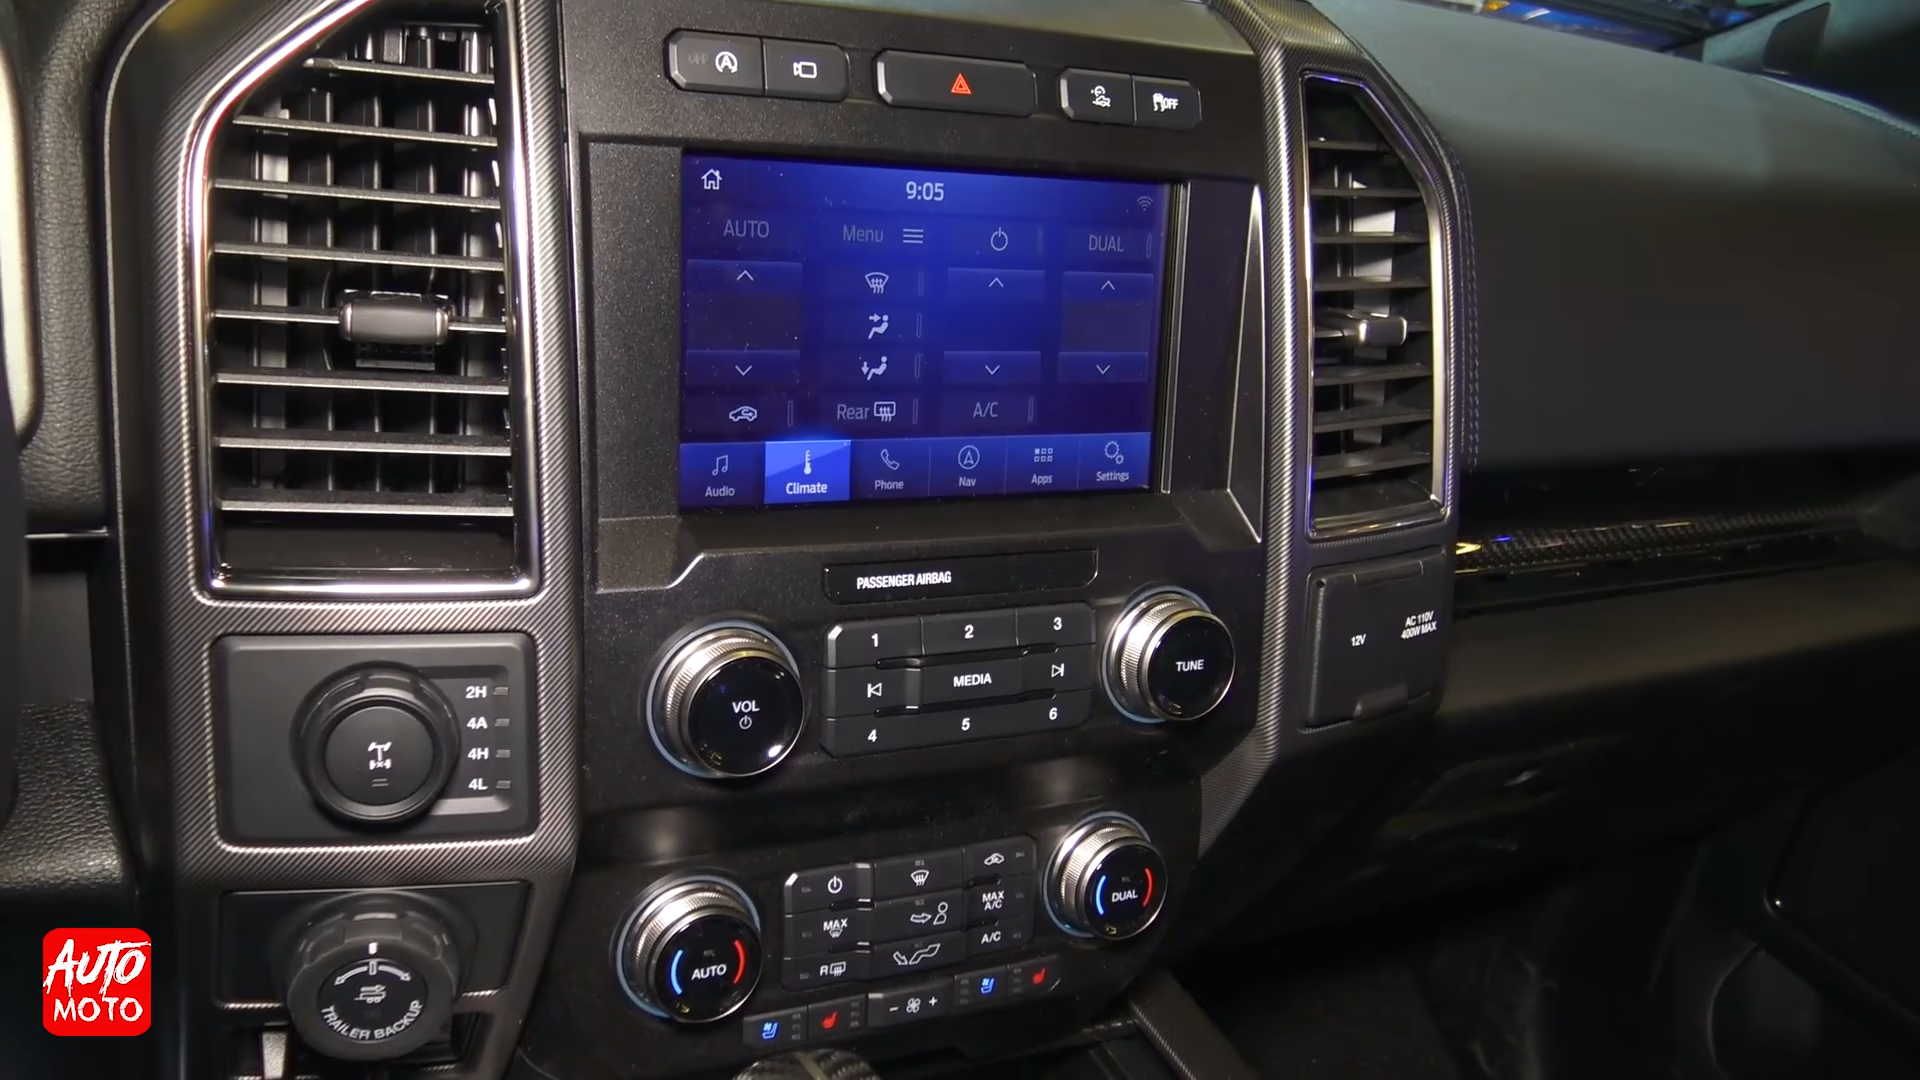 OFF
OFF
9:05
AUTO
Menu
DUAL
Rear
A/C
Audio
Climate
Phone
Nav
Apps
Settings
PASSENGER AIRBAG
1
2
3
VOL
MEDIA
TUNE
4
5
6
12V
AC 110V
400W MAX
2H
4A
4H
4L
MAX
MAX
A/C
A/C
R
AUTO
DUAL
TRAILER BACKUP
AUTO
MOTO